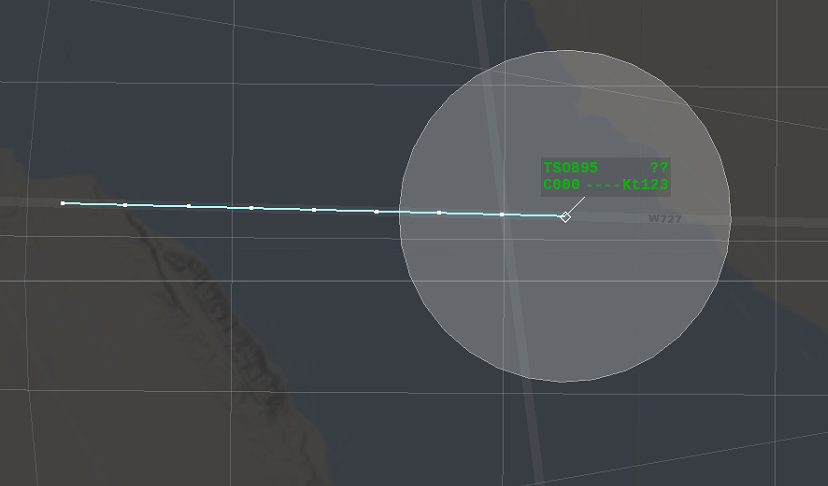 TSO895 ??
C000----Kt123
W727